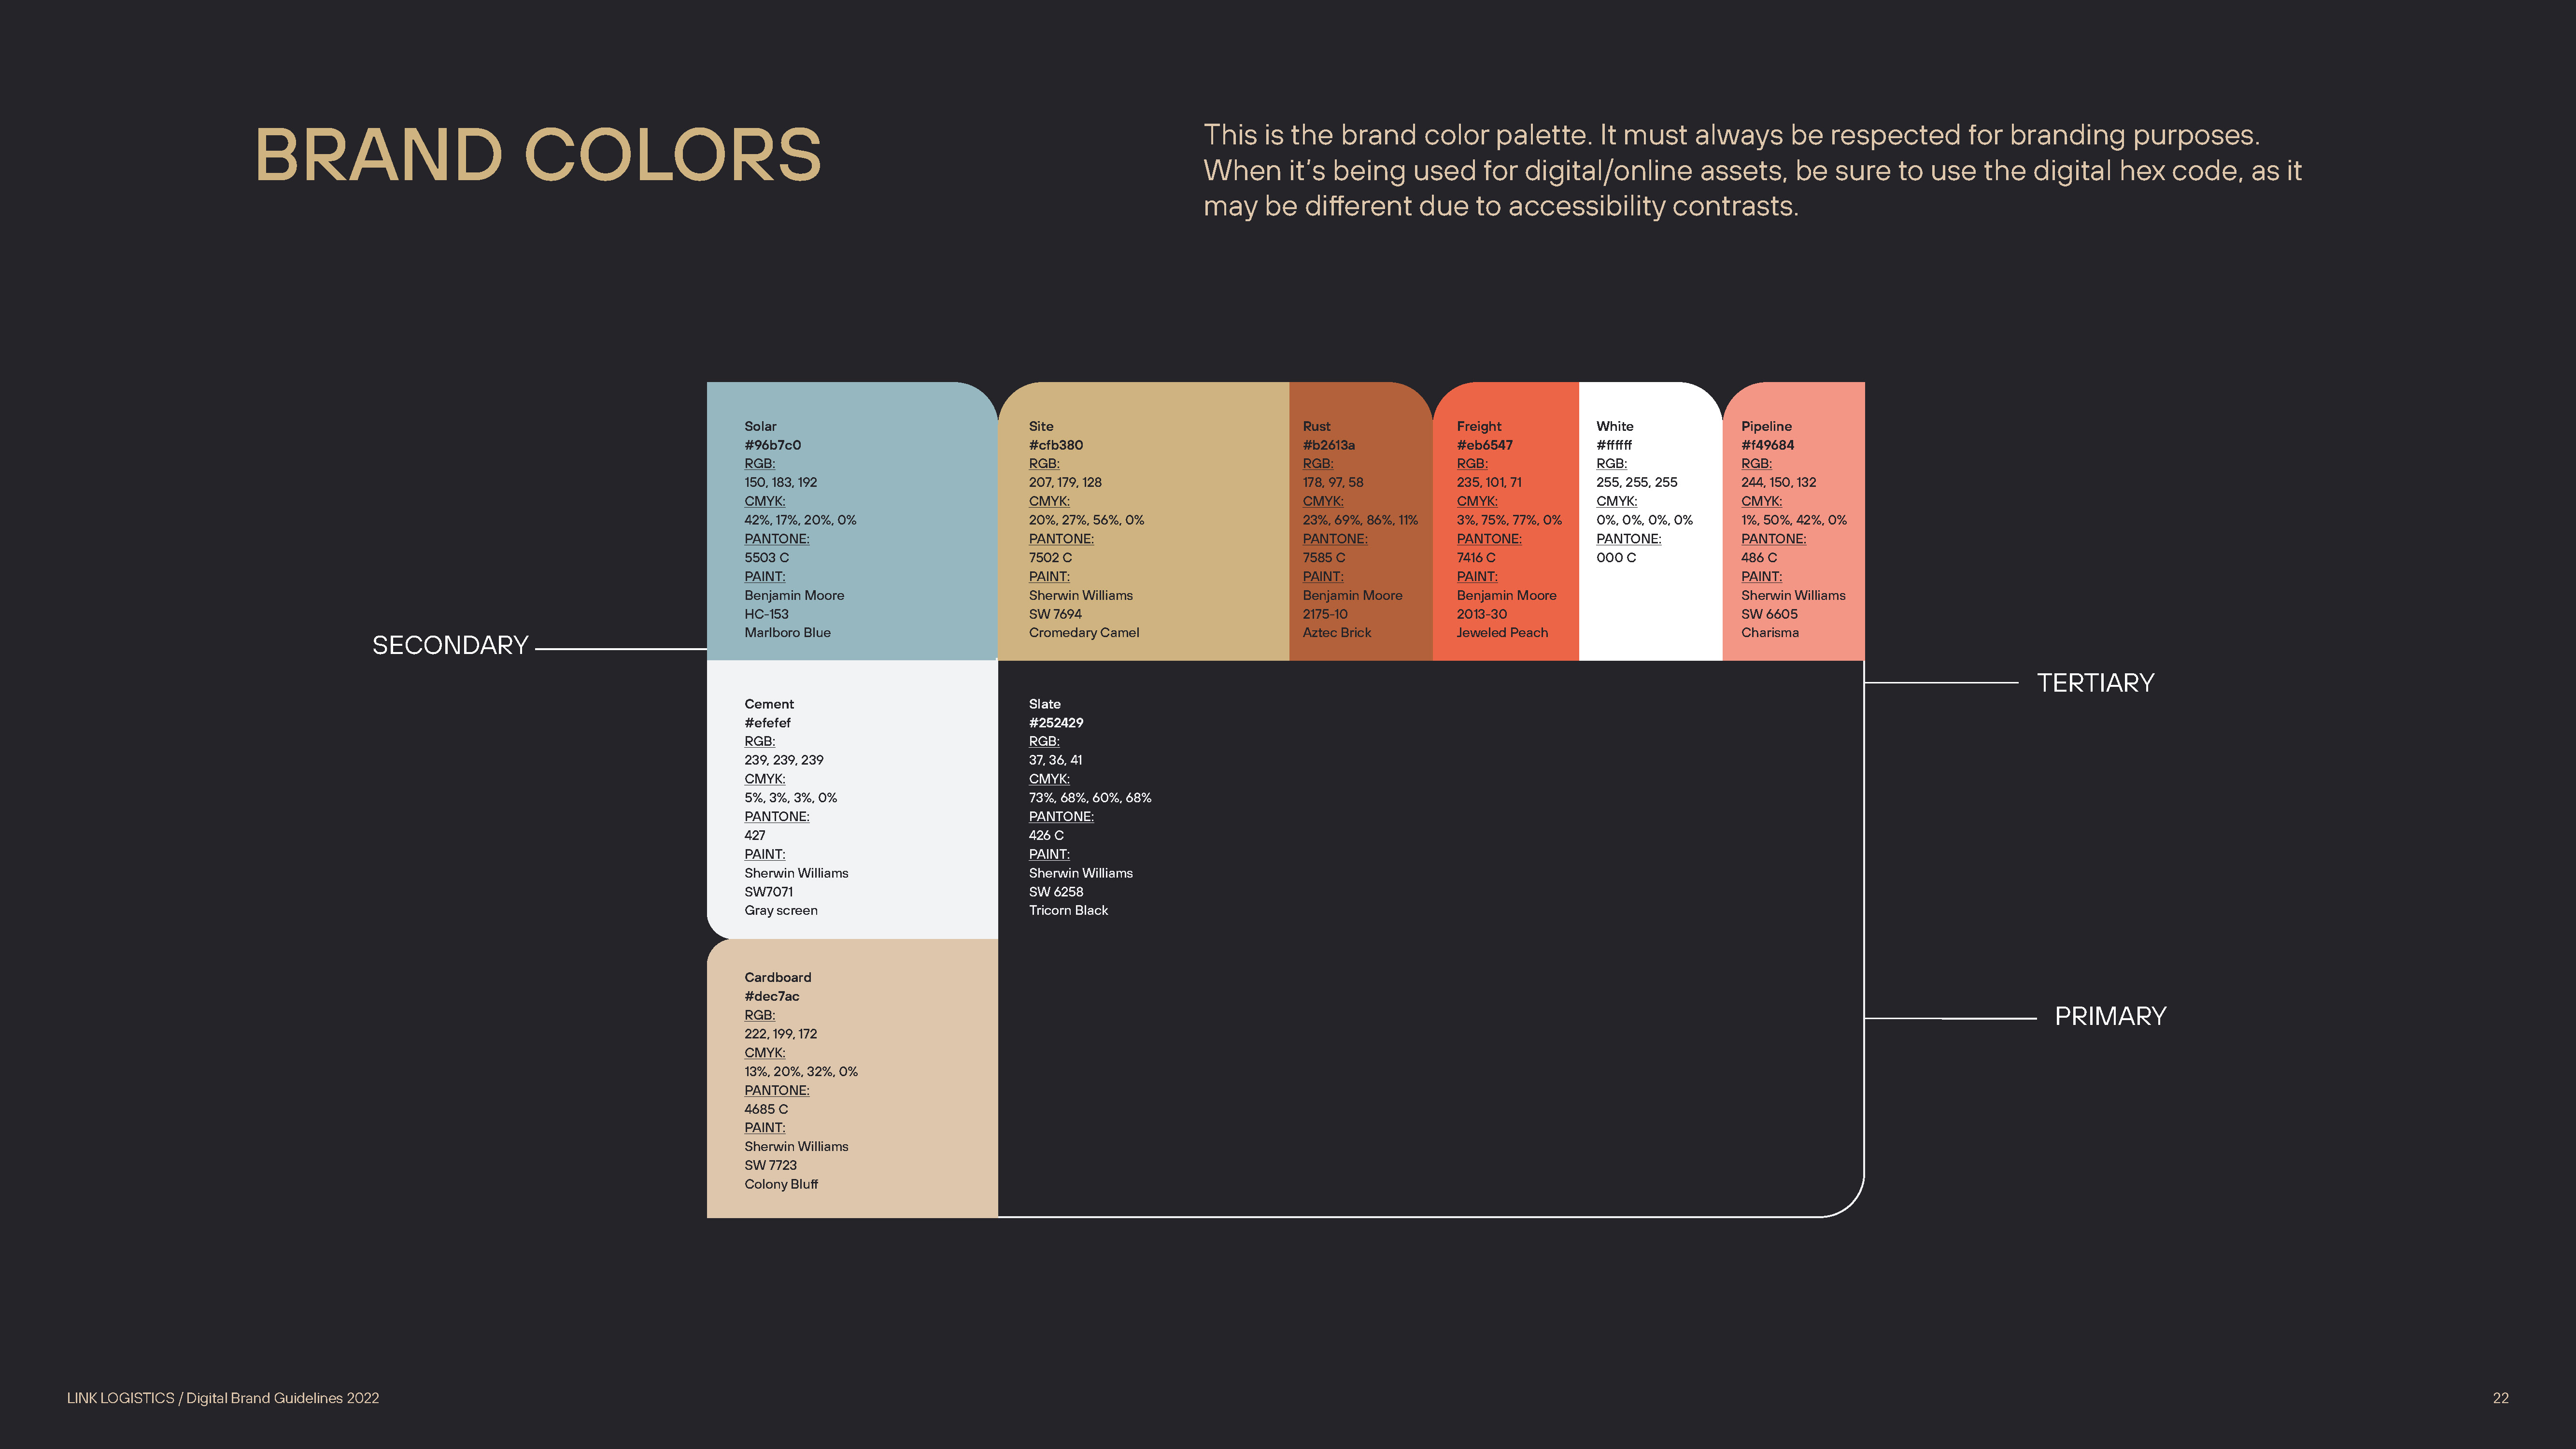 BRAND COLORS
This is the brand color palette. It must always be respected for branding purposes.
When it's being used for digital/online assets, be sure to use the digital hex code, as it
may be different due to accessibility contrasts.
Solar
#96b7c0
RGB:
150, 183, 192
CMYK:
42%, 17%, 20%, 0%
PANTONE:
5503 C
PAINT:
Benjamin Moore
HC-153
Marlboro Blue
Site
#cfb380
RGB:
207, 179, 128
CMYK:
20%, 27%, 56%, 0%
PANTONE:
7502 C
PAINT:
Sherwin Williams
SW 7694
Cromedary Camel
Rust
#b2613a
RGB:
178, 97, 58
CMYK:
23%, 69%, 86%, 11%
PANTONE:
7585 C
PAINT:
Benjamin Moore
2175-10
Aztec Brick
Freight
#eb6547
RGB:
235, 101, 71
CMYK:
3%, 75%, 77%, 0%
PANTONE:
7416 C
PAINT:
Benjamin Moore
2013-30
Jeweled Peach
White
#ffffff
RGB:
255, 255, 255
CMYK:
0%, 0%, 0%, 0%
PANTONE:
000 C
Pipeline
#f49684
RGB:
244, 150, 132
CMYK:
1%, 50%, 42%, 0%
PANTONE:
486 C
PAINT:
Sherwin Williams
SW 6605
Charisma
SECONDARY
TERTIARY
Cement
#efefef
RGB:
239, 239, 239
CMYK:
5%, 3%, 3%, 0%
PANTONE:
427
PAINT:
Sherwin Williams
SW7071
Gray screen
Slate
#252429
RGB:
37, 36, 41
CMYK:
73%, 68%, 60%, 68%
PANTONE:
426 C
PAINT:
Sherwin Williams
SW 6258
Tricorn Black
PRIMARY
Cardboard
#dec7ac
RGB:
222, 199, 172
CMYK:
13%, 20%, 32%, 0%
PANTONE:
4685 C
PAINT:
Sherwin Williams
SW 7723
Colony Bluff
LINK LOGISTICS / Digital Brand Guidelines 2022
22